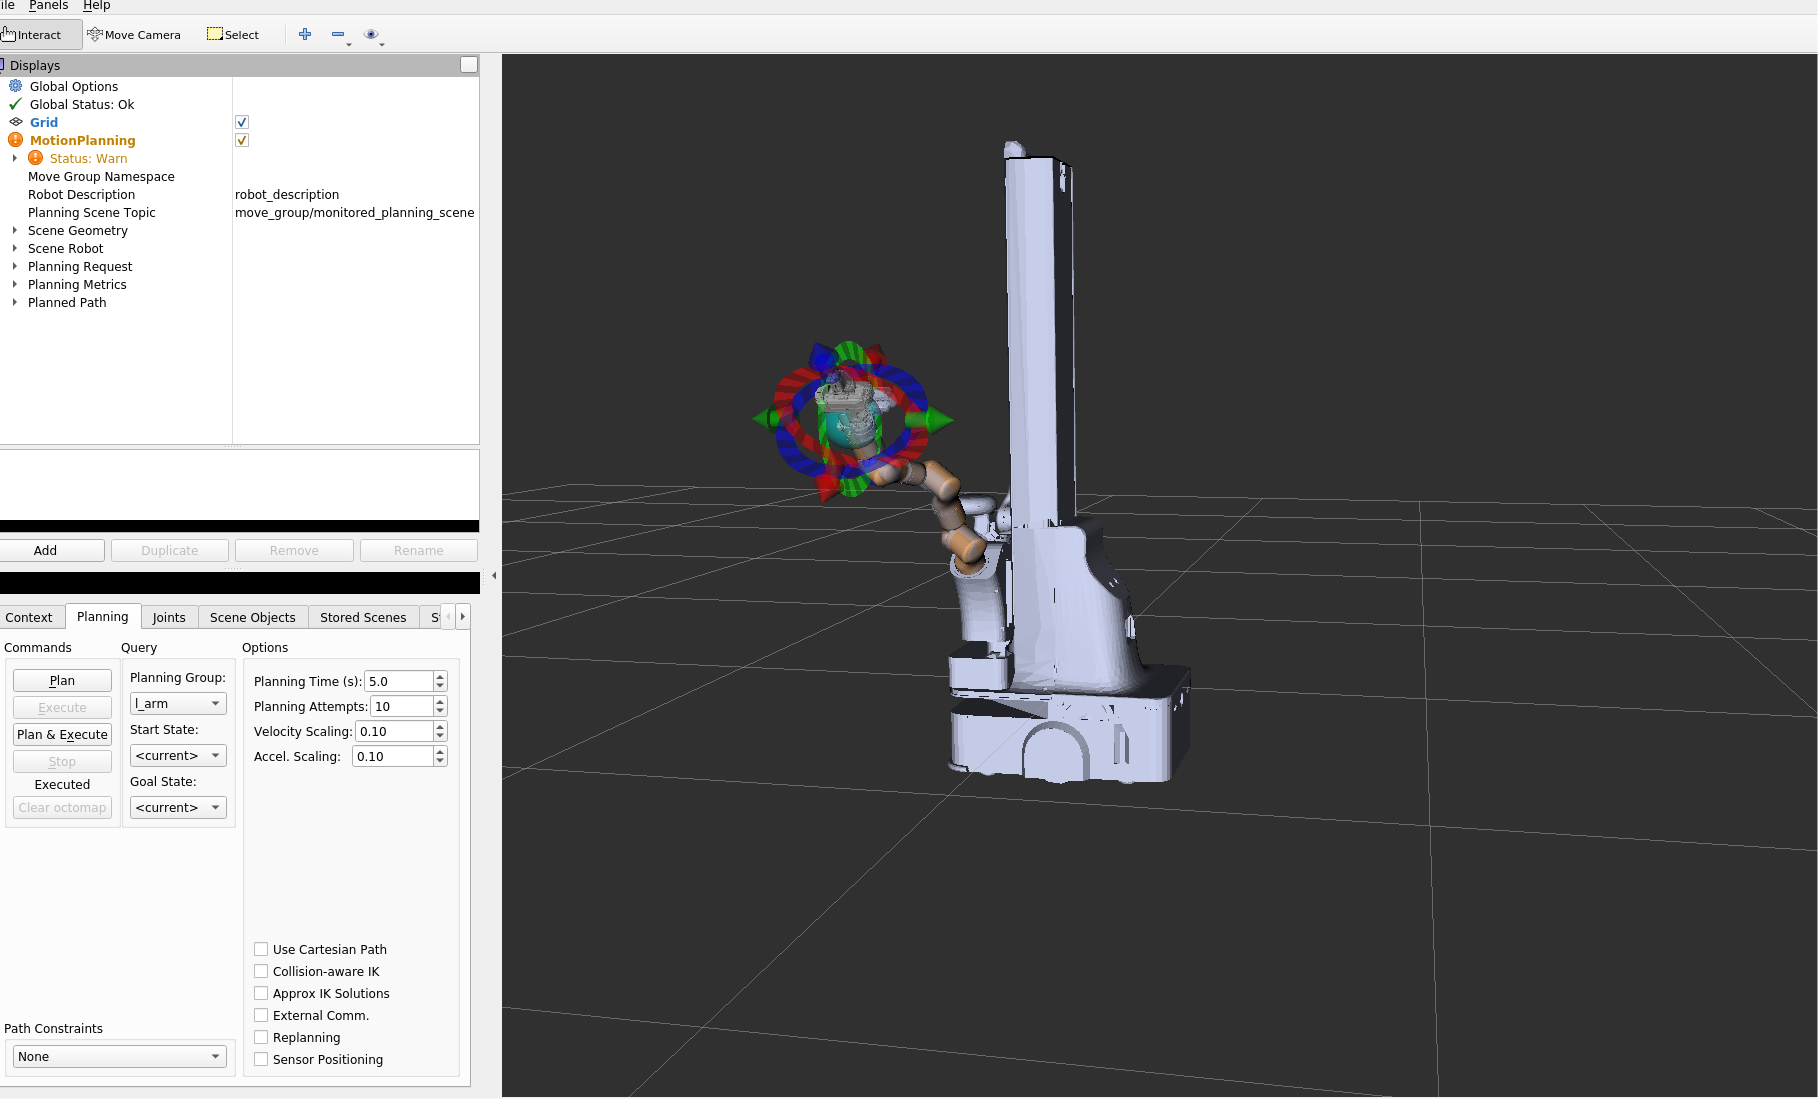 ile Panels Help
Interact Move Camera Select
Displays
Global Options
Global Status: Ok
Grid
MotionPlanning
Status: Warn
Move Group Namespace
Robot Description robot_description
Planning Scene Topic move_group/monitored_planning_scene
Scene Geometry
Scene Robot
Planning Request
Planning Metrics
Planned Path
Add Duplicate Remove Rename
Context Planning Joints Scene Objects Stored Scenes
Commands Query Options
Plan
Execute
Plan & Execute
Stop
Executed
Clear octomap
Planning Group:
l_arm
Start State:
<current>
Goal State:
<current>
Planning Time (s): 5.0
Planning Attempts: 10
Velocity Scaling: 0.10
Accel. Scaling: 0.10
Use Cartesian Path
Collision-aware IK
Approx IK Solutions
External Comm.
Replanning
Sensor Positioning
Path Constraints
None